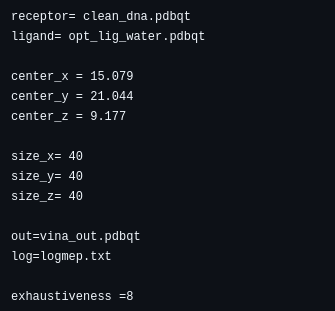 receptor= clean_dna.pdbqt
ligand= opt_lig_water.pdbqt
center_x = 15.079
center_y = 21.044
center_z = 9.177
size_x= 40
size_y= 40
size_z= 40
out=vina_out.pdbqt
log=logmep.txt
exhaustiveness =8